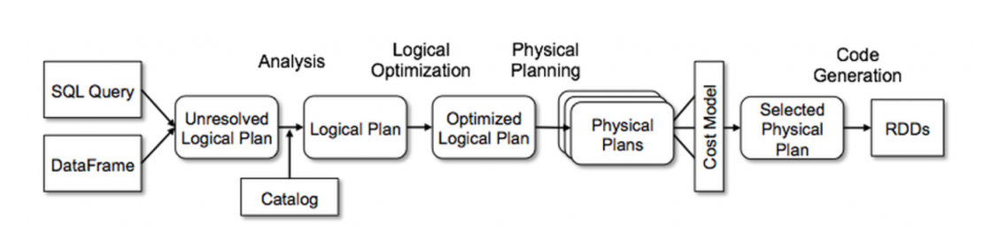 SQL Query
DataFrame
Unresolved
Logical Plan
Analysis
Catalog
Logical Plan
Logical
Optimization
Optimized
Logical Plan
Physical
Planning
Physical
Plans
Cost Model
Selected
Physical
Plan
Code
Generation
RDDs